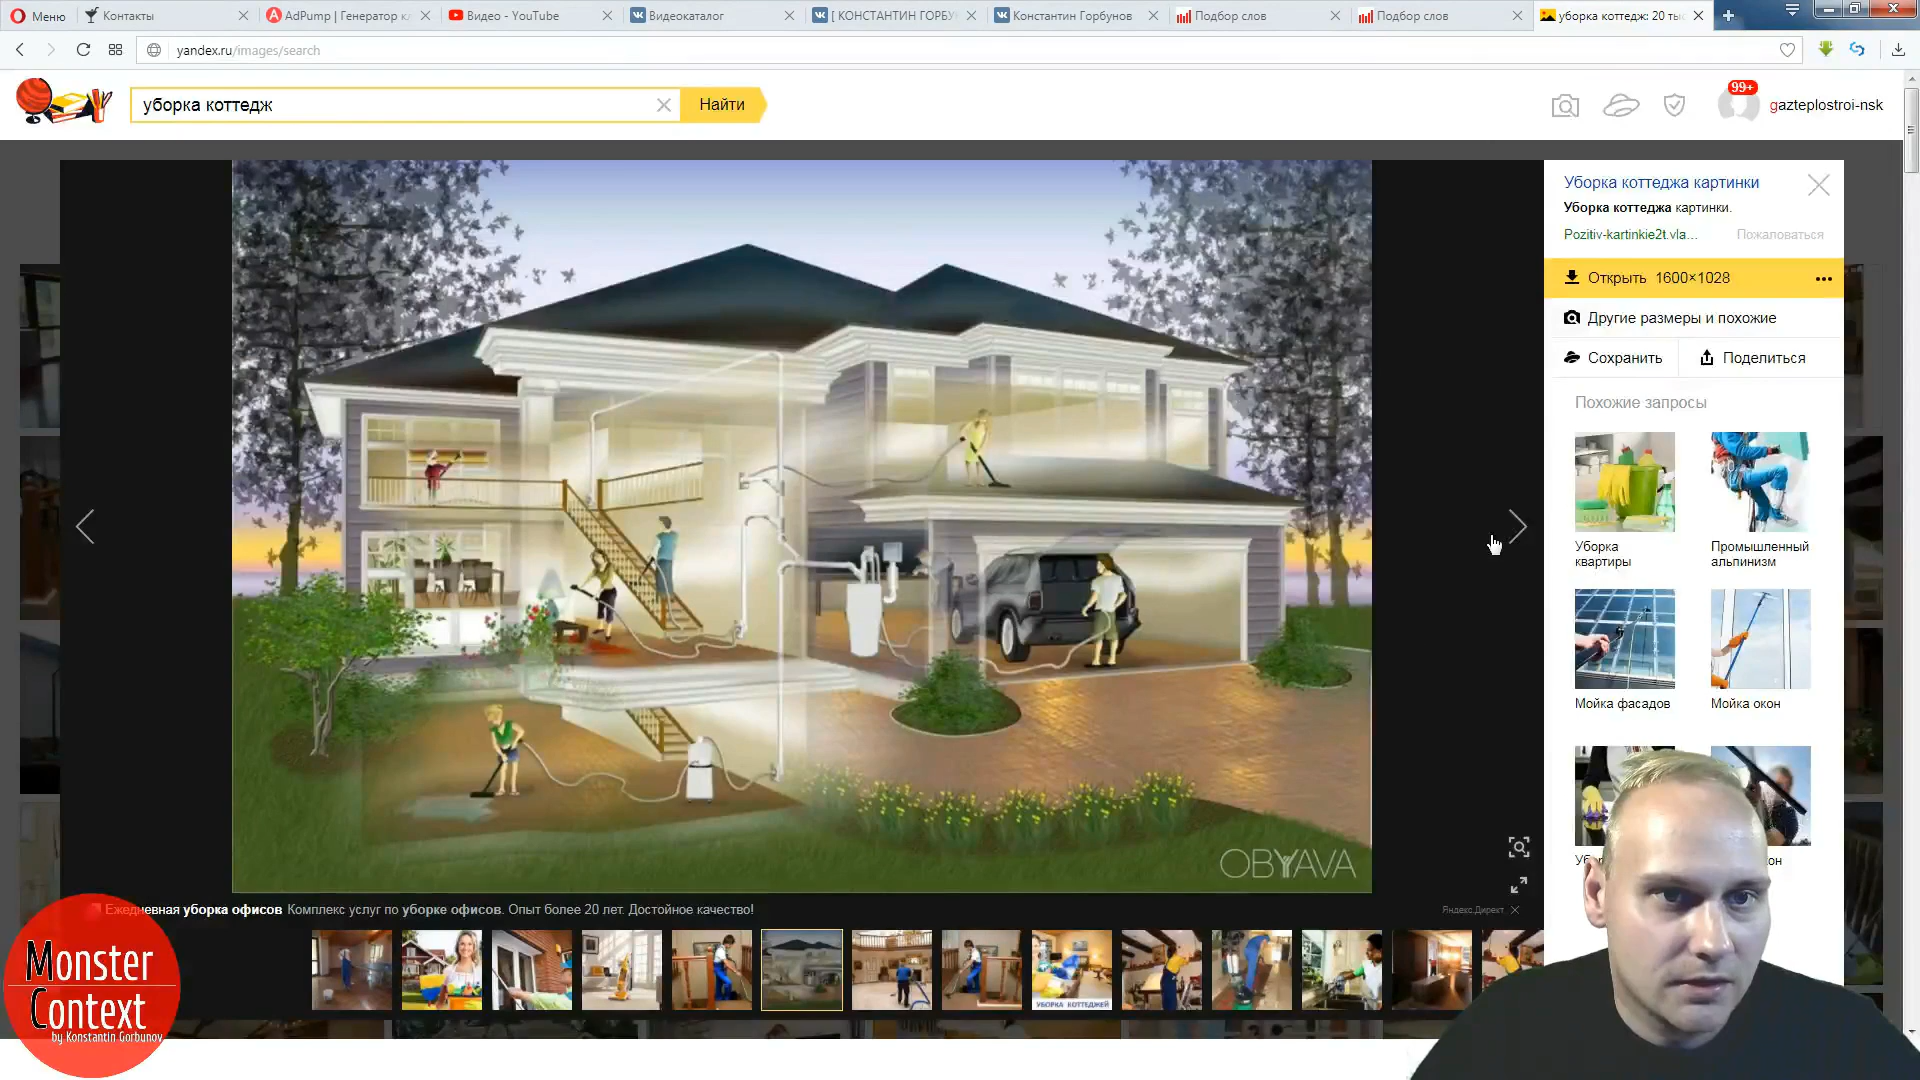 Меню
Контакты
AdPump | Генератор к
Видео - YouTube
Видеокаталог
[ КОНСТАНТИН ГОРБУ
Константин Горбунов
Подбор слов
Подбор слов
уборка коттедж: 20 ты
yandex.ru/images/search
уборка коттедж
Найти
99+
gazteplostroi-nsk
Уборка коттеджа картинки
Уборка коттеджа картинки.
Pozitiv-kartinkie2t.vla...
Пожаловаться
Открыть 1600×1028
Другие размеры и похожие
Сохранить
Поделиться
Похожие запросы
Уборка квартиры
Промышленный альпинизм
Мойка фасадов
Мойка окон
OBYAVA
Ежедневная уборка офисов Комплекс услуг по уборке офисов. Опыт более 20 лет. Достойное качество!
Яндекс.Директ
УБОРКА КОТТЕДЖЕЙ
Monster
Context
by Konstantin Gorbunov